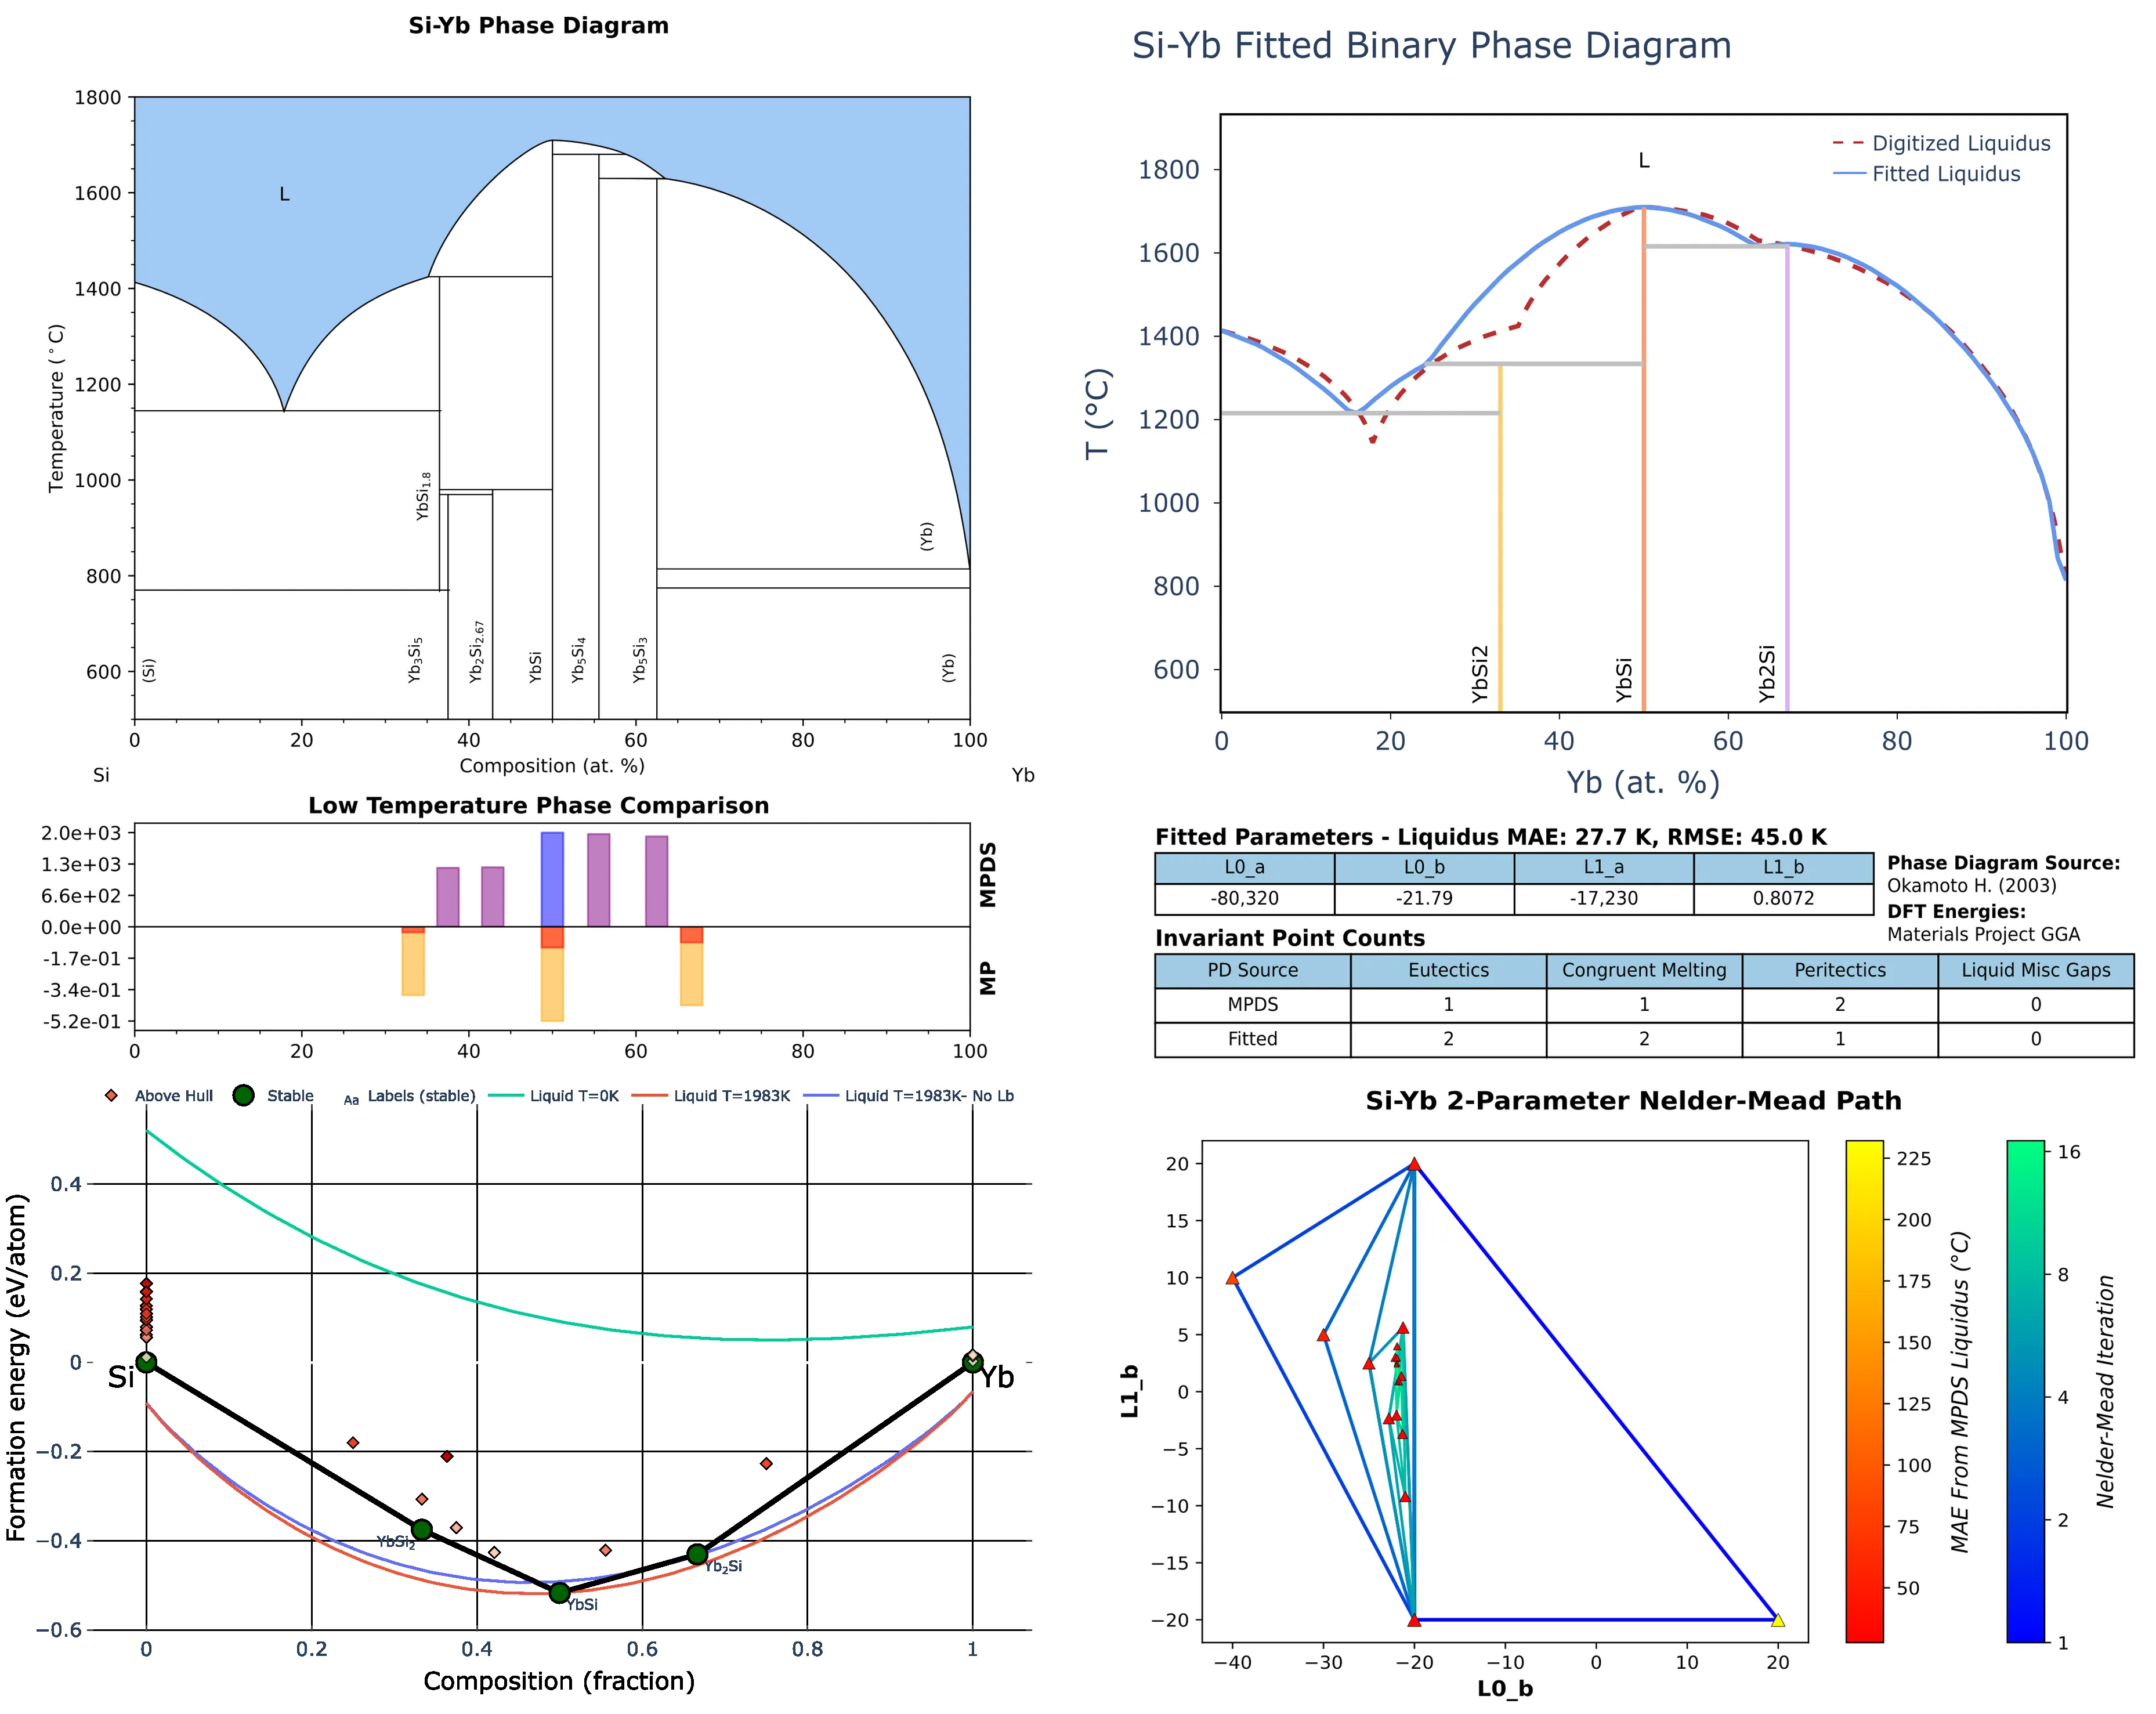 Si-Yb Phase Diagram
1800
1600
1400
1200
1000
800
600
Temperature (°C)
L
YbSi1.8
(Yb)
(Si)
Yb3Si5
Yb2Si2.67
YbSi
Yb5Si4
Yb5Si3
(Yb)
0 20 40 60 80 100
Composition (at. %)
Si Yb
Si-Yb Fitted Binary Phase Diagram
Digitized Liquidus
Fitted Liquidus
L
1800
1600
1400
1200
1000
800
600
T (°C)
YbSi2
YbSi
Yb2Si
0 20 40 60 80 100
Yb (at. %)
Low Temperature Phase Comparison
2.0e+03
1.3e+03
6.6e+02
0.0e+00
-1.7e-01
-3.4e-01
-5.2e-01
MPDS
MP
0 20 40 60 80 100
Fitted Parameters - Liquidus MAE: 27.7 K, RMSE: 45.0 K
L0_a L0_b L1_a L1_b
-80,320 -21.79 -17,230 0.8072
Phase Diagram Source:
Okamoto H. (2003)
DFT Energies:
Materials Project GGA
Invariant Point Counts
PD Source Eutectics Congruent Melting Peritectics Liquid Misc Gaps
MPDS 1 1 2 0
Fitted 2 2 1 0
Above Hull Stable Aa Labels (stable) Liquid T=0K Liquid T=1983K Liquid T=1983K- No Lb
0.4
0.2
0
−0.2
−0.4
−0.6
Formation energy (eV/atom)
Si
Yb
YbSi2
YbSi
Yb2Si
0 0.2 0.4 0.6 0.8 1
Composition (fraction)
Si-Yb 2-Parameter Nelder-Mead Path
20
15
10
5
0
−5
−10
−15
−20
L1_b
−40 −30 −20 −10 0 10 20
L0_b
225
200
175
150
125
100
75
50
MAE From MPDS Liquidus (°C)
16
8
4
2
1
Nelder-Mead Iteration